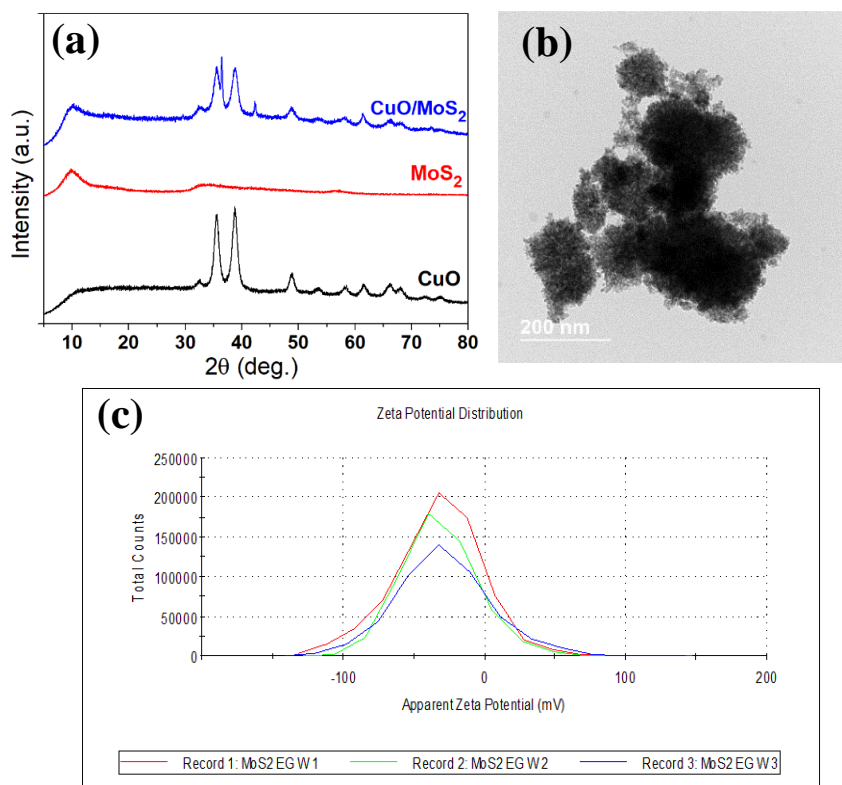 (a)
CuO/MoS2
MoS2
CuO
Intensity (a.u.)
10 20 30 40 50 60 70 80
2θ (deg.)
(b)
200 nm
(c)
Zeta Potential Distribution
250000
200000
150000
100000
50000
0
Total Counts
-100 0 100 200
Apparent Zeta Potential (mV)
Record 1: MoS2 EG W1 Record 2: MoS2 EG W2 Record 3: MoS2 EG W3